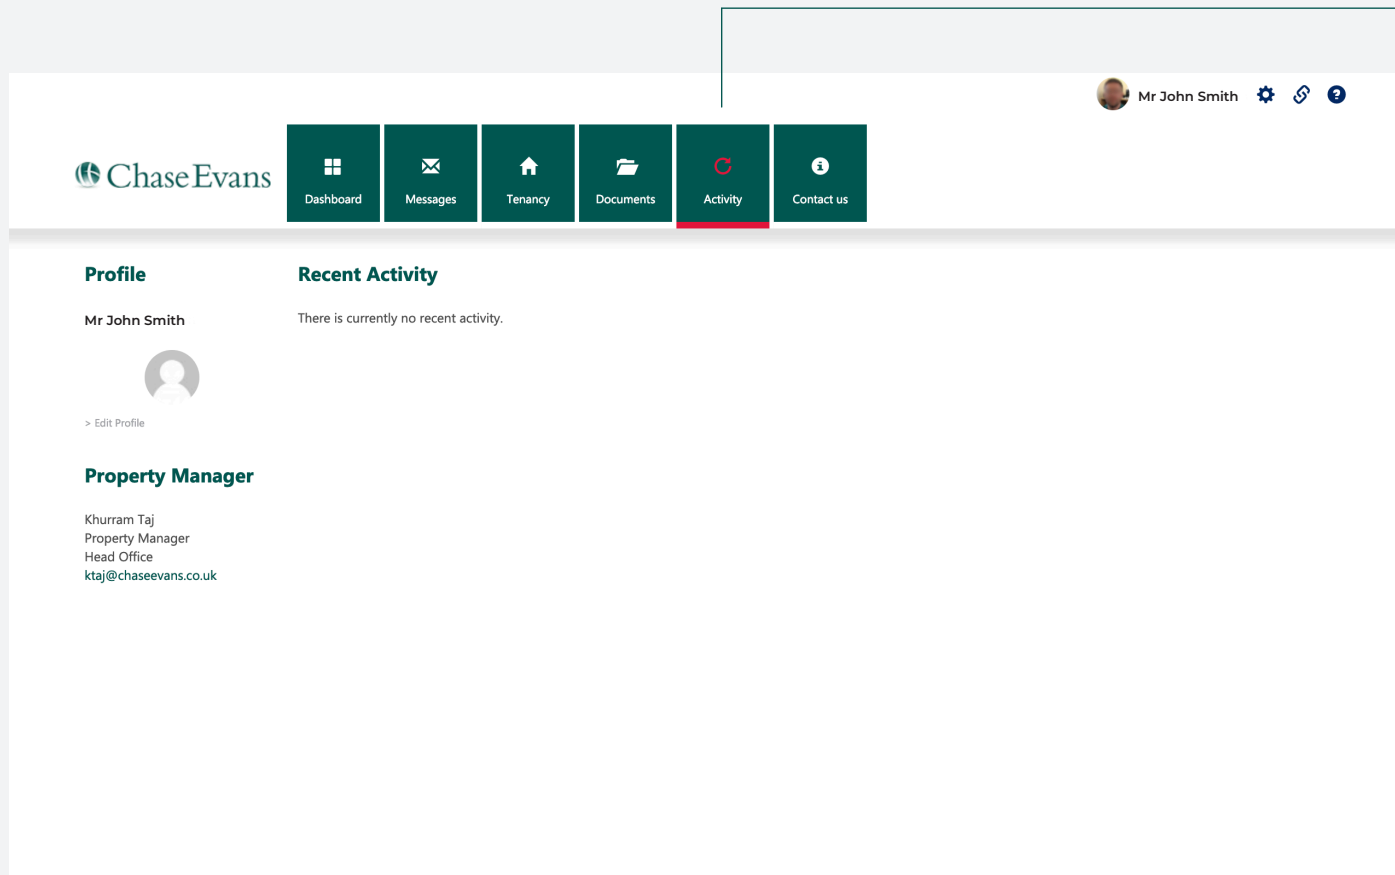 Mr John Smith
Chase Evans
Dashboard
Messages
Tenancy
Documents
Activity
Contact us
Profile
Recent Activity
Mr John Smith
There is currently no recent activity.
> Edit Profile
Property Manager
Khurram Taj
Property Manager
Head Office
ktaj@chaseevans.co.uk